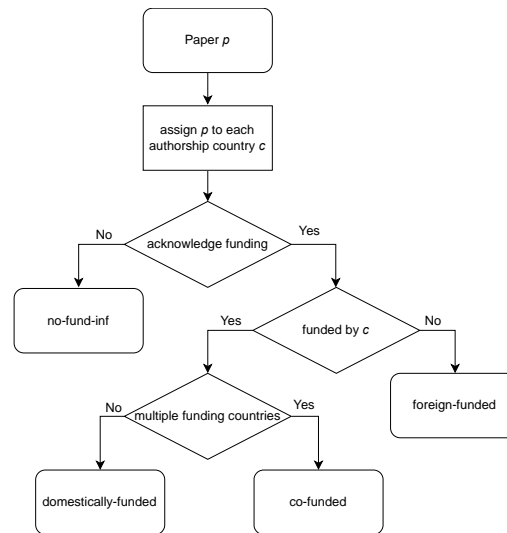 Paper p
assign p to each
authorship country c
No
Yes
acknowledge funding
no-fund-inf
Yes
funded by c
No
No
multiple funding countries
Yes
foreign-funded
domestically-funded
co-funded